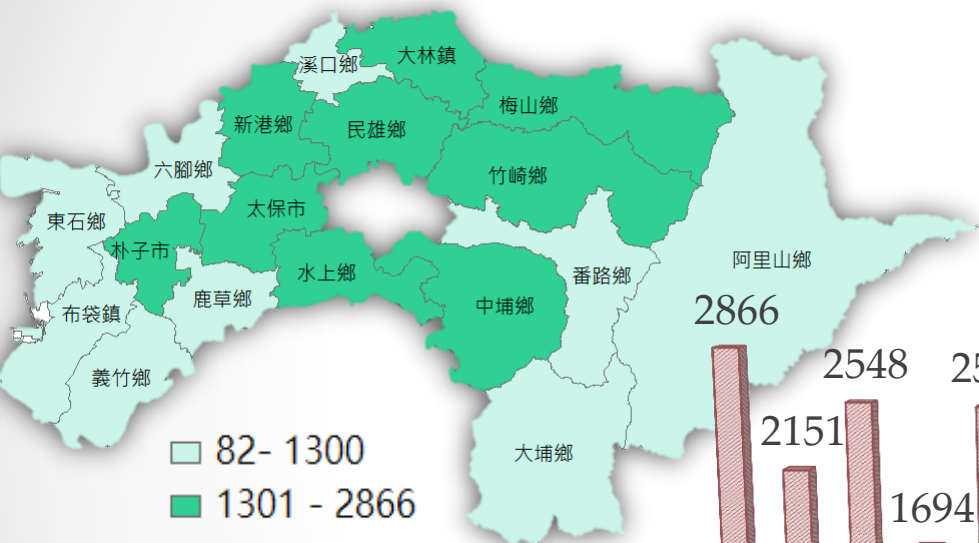 溪口鄉
大林鎮
梅山鄉
新港鄉
民雄鄉
六腳鄉
竹崎鄉
東石鄉
太保市
朴子市
水上鄉
番路鄉
阿里山鄉
布袋鎮
鹿草鄉
中埔鄉
義竹鄉
大埔鄉
82- 1300
1301 - 2866
2866
2548
2151
1694